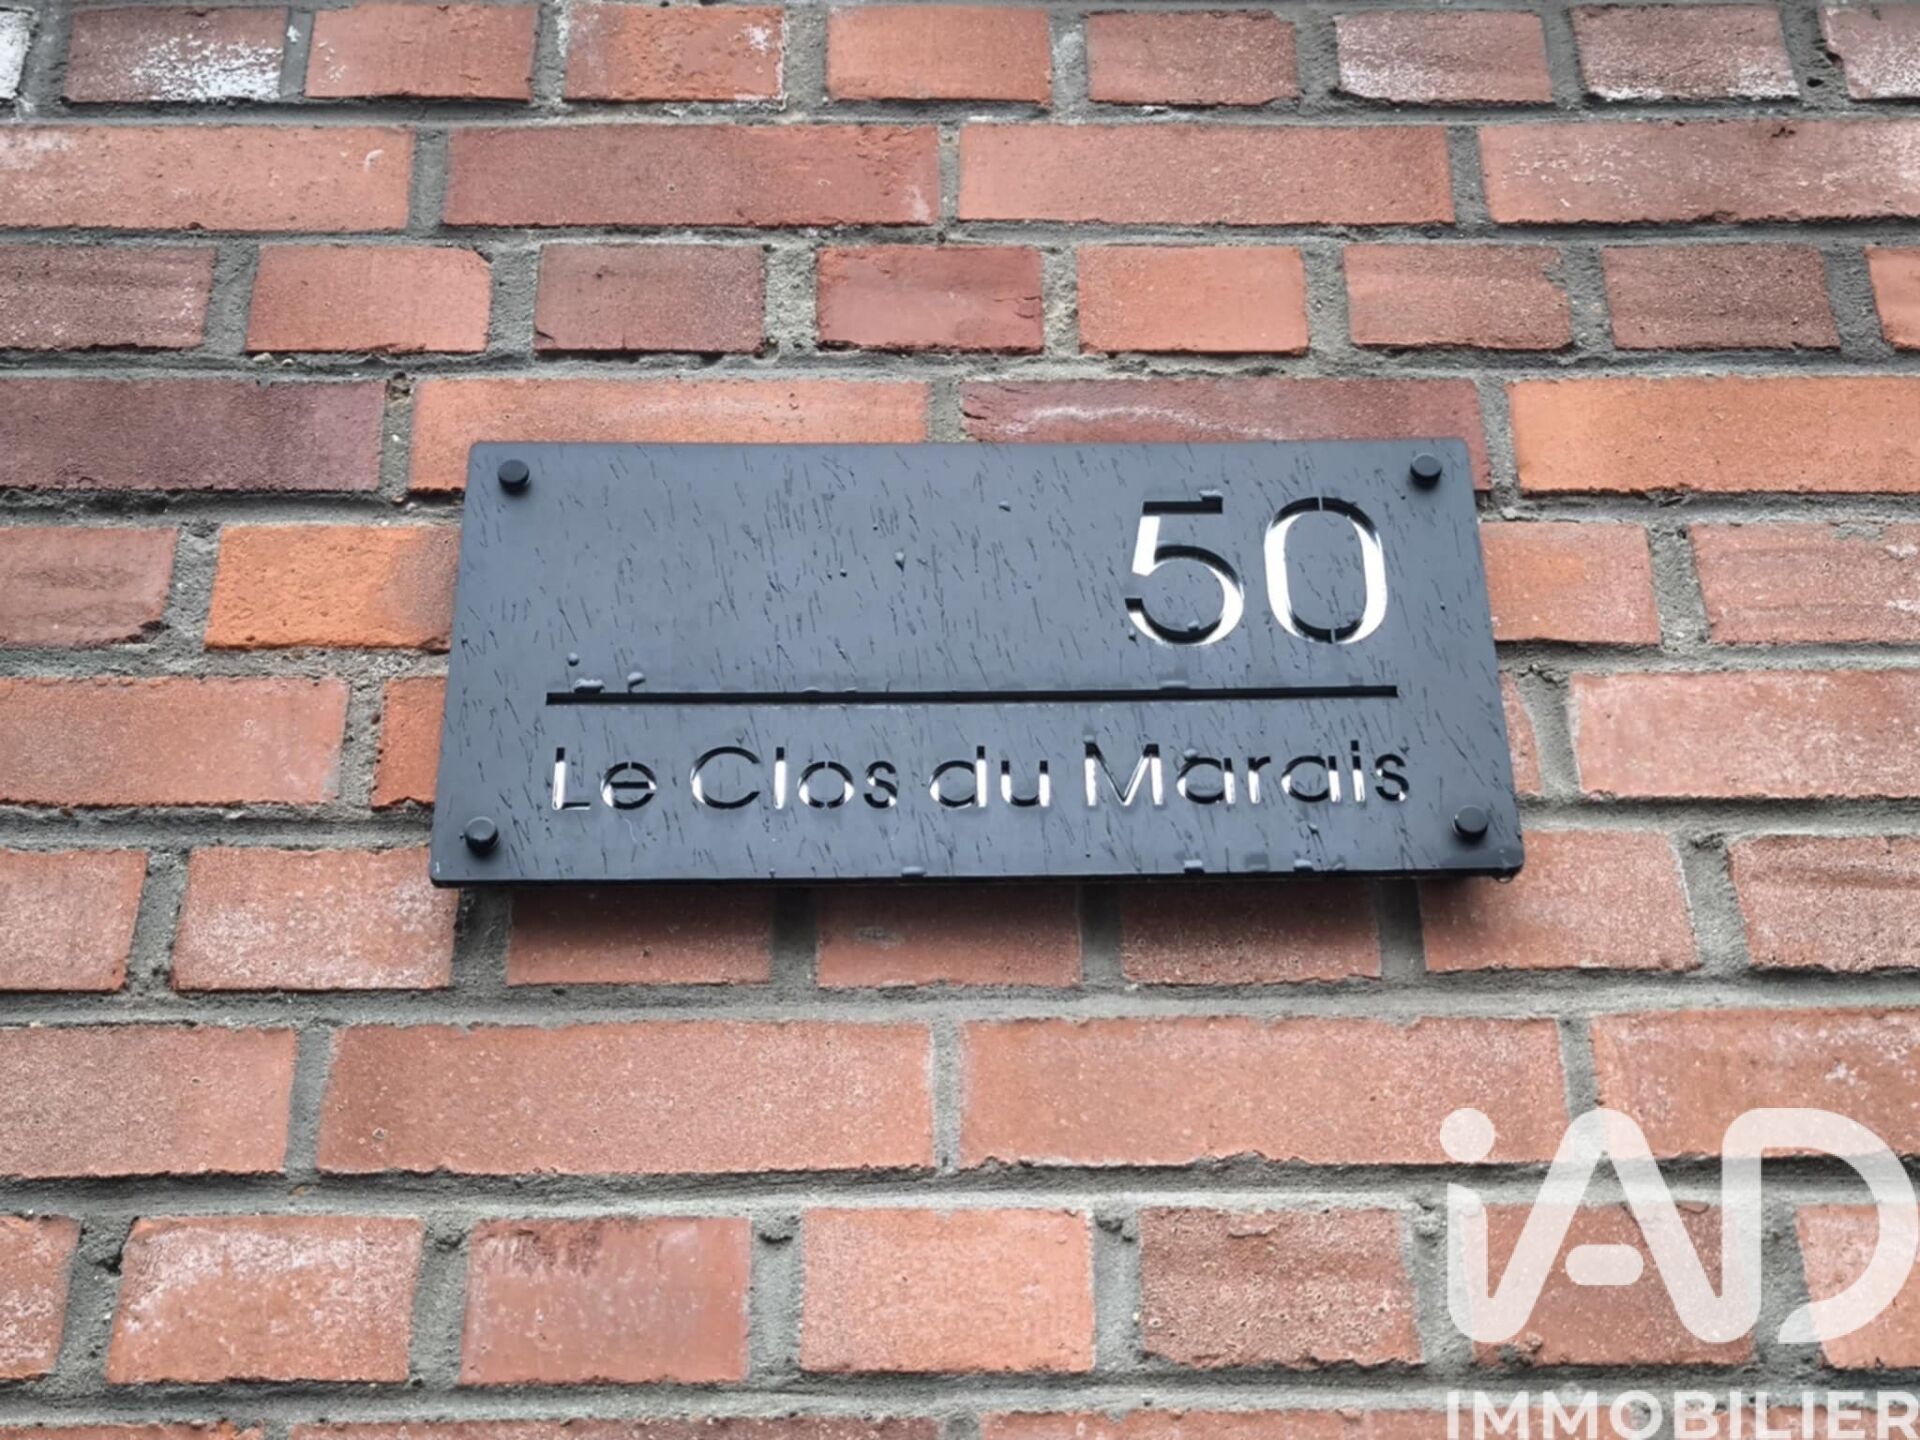 50
Le Clos du Marais
iAD
IMMOBILIER